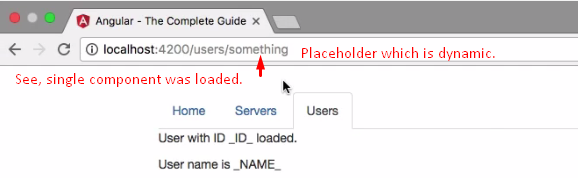 Angular - The Complete Guide
localhost:4200/users/something
Placeholder which is dynamic.
See, single component was loaded.
Home Servers Users
User with ID _ID_ loaded.
User name is _NAME_